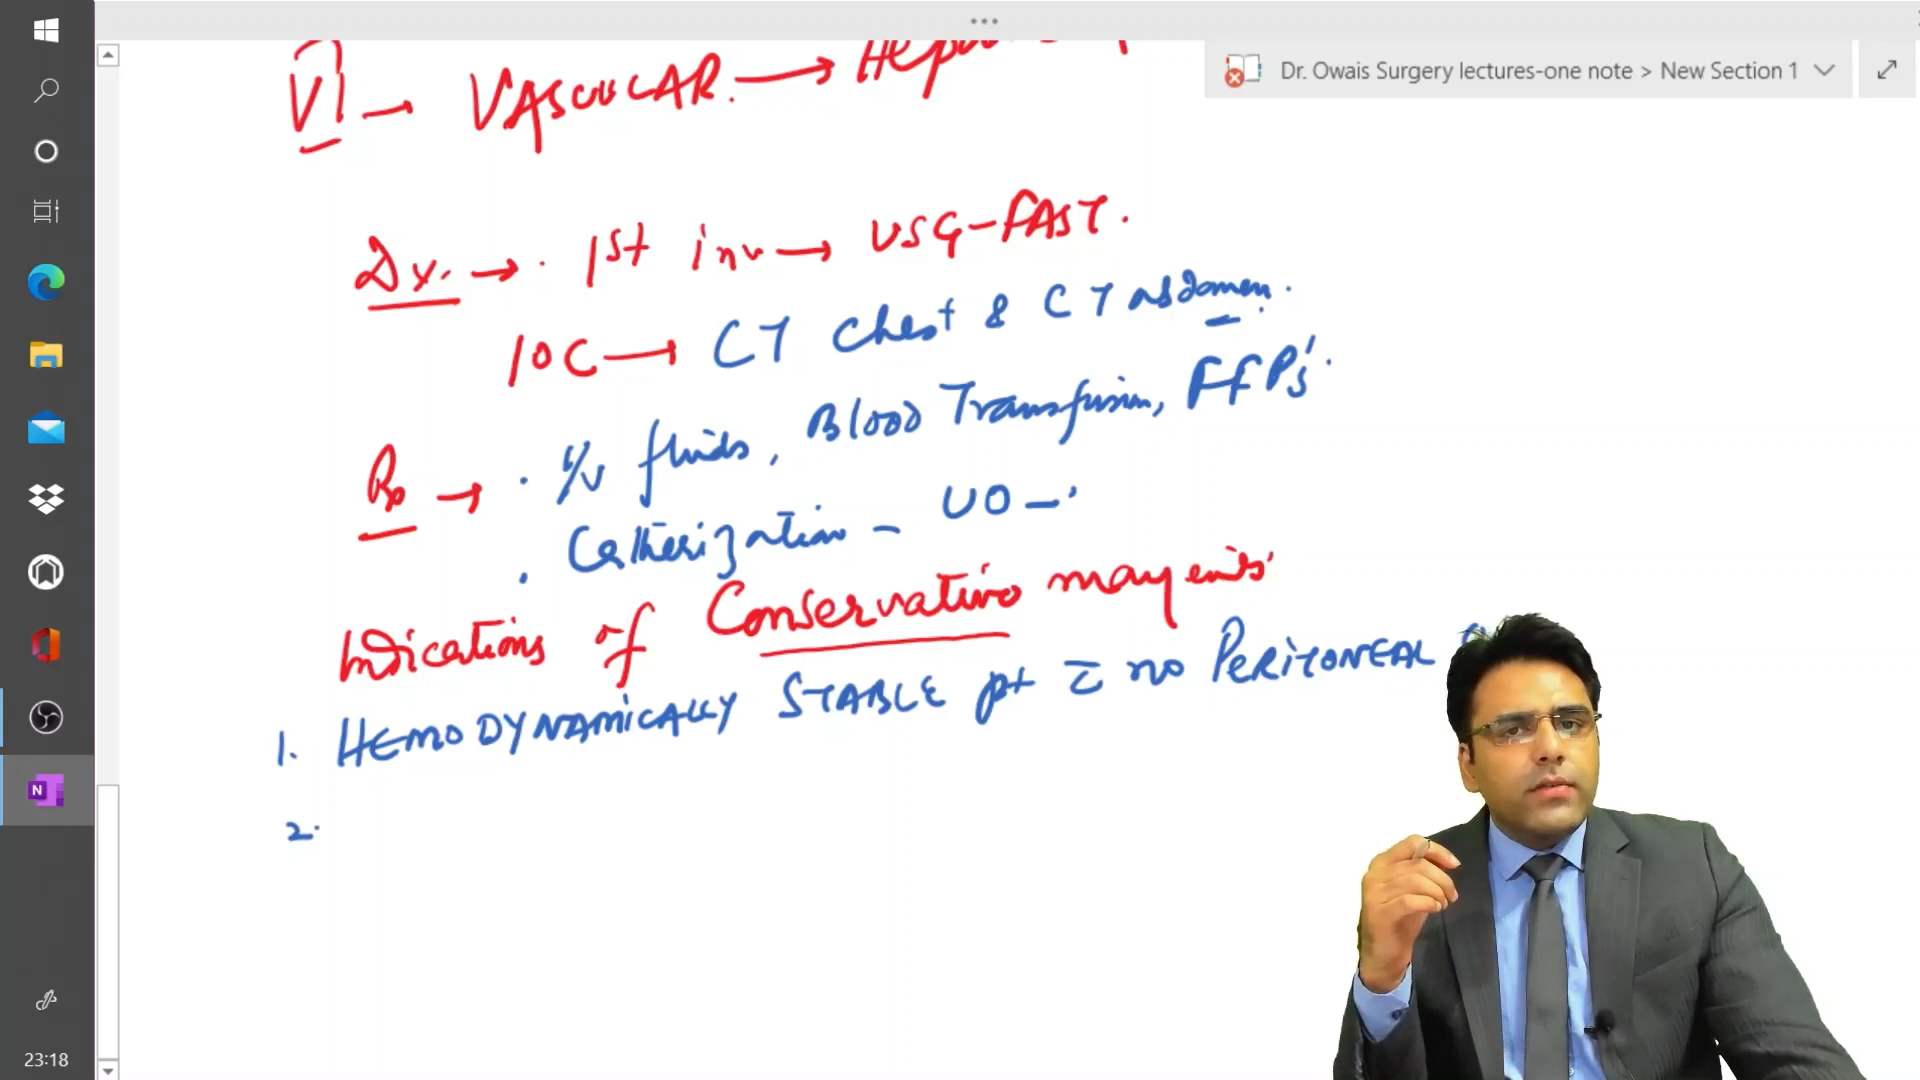 Dr. Owais Surgery lectures-one note > New Section 1
VI → VASCULAR. →
Dx. → . 1st inv → USG-FAST.
IOC → CT Chest & CT abdomen.
Rx → . I/V fluids, Blood Transfusion, FFP's.
. Catherization - UO -
Indications of Conservative
1. HEMODYNAMICALLY STABLE pt c no PERITONEAL
2.
23:18